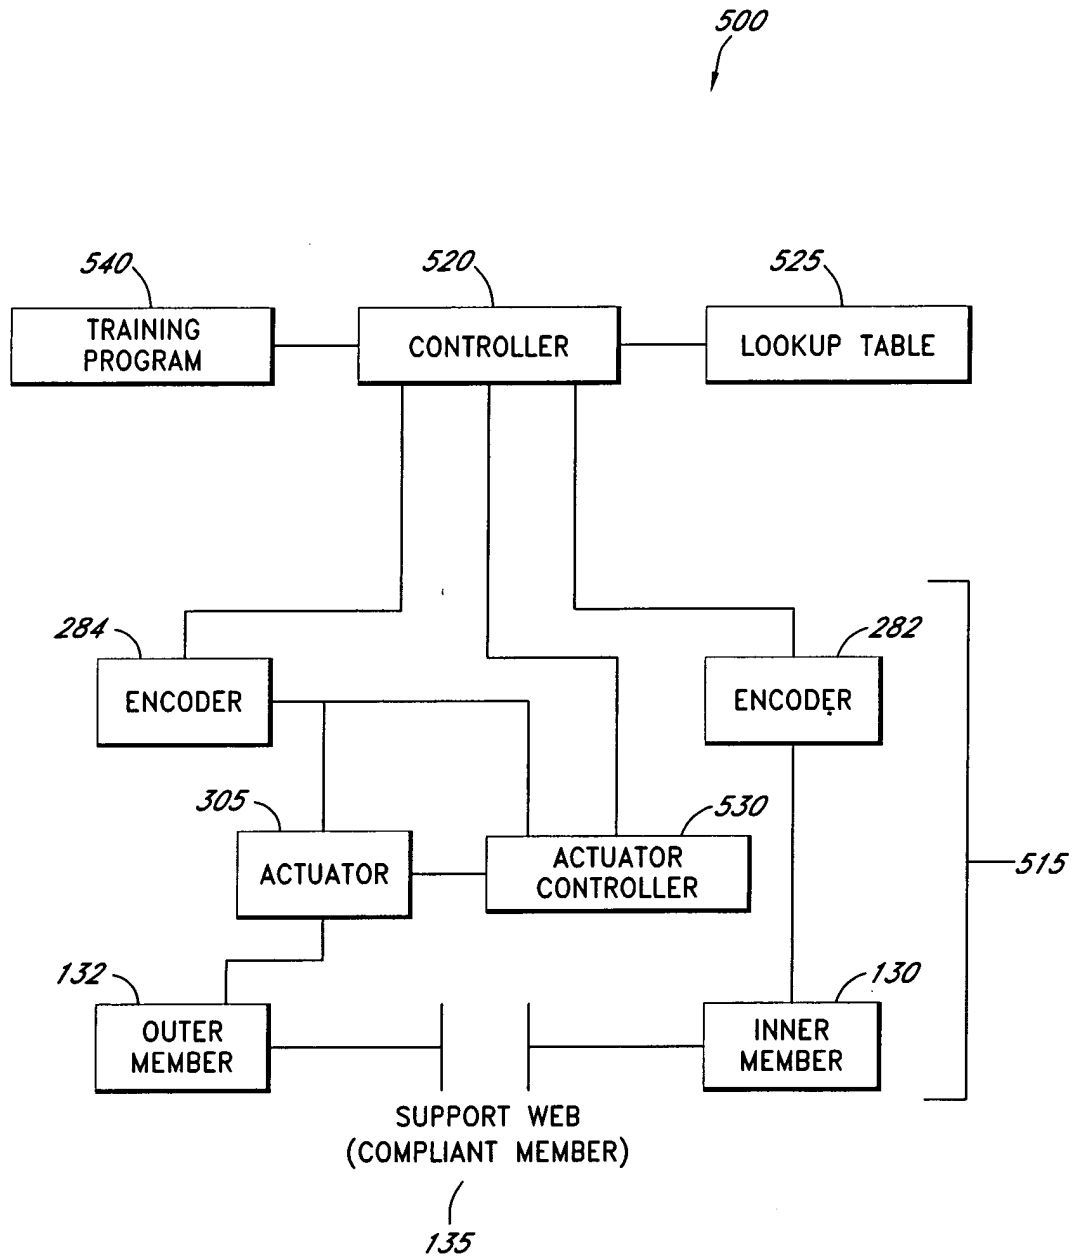 500
540
520
525
TRAINING
PROGRAM
CONTROLLER
LOOKUP TABLE
284
282
ENCODER
ENCODER
305
530
ACTUATOR
ACTUATOR
CONTROLLER
515
132
130
OUTER
MEMBER
INNER
MEMBER
SUPPORT WEB
(COMPLIANT MEMBER)
135